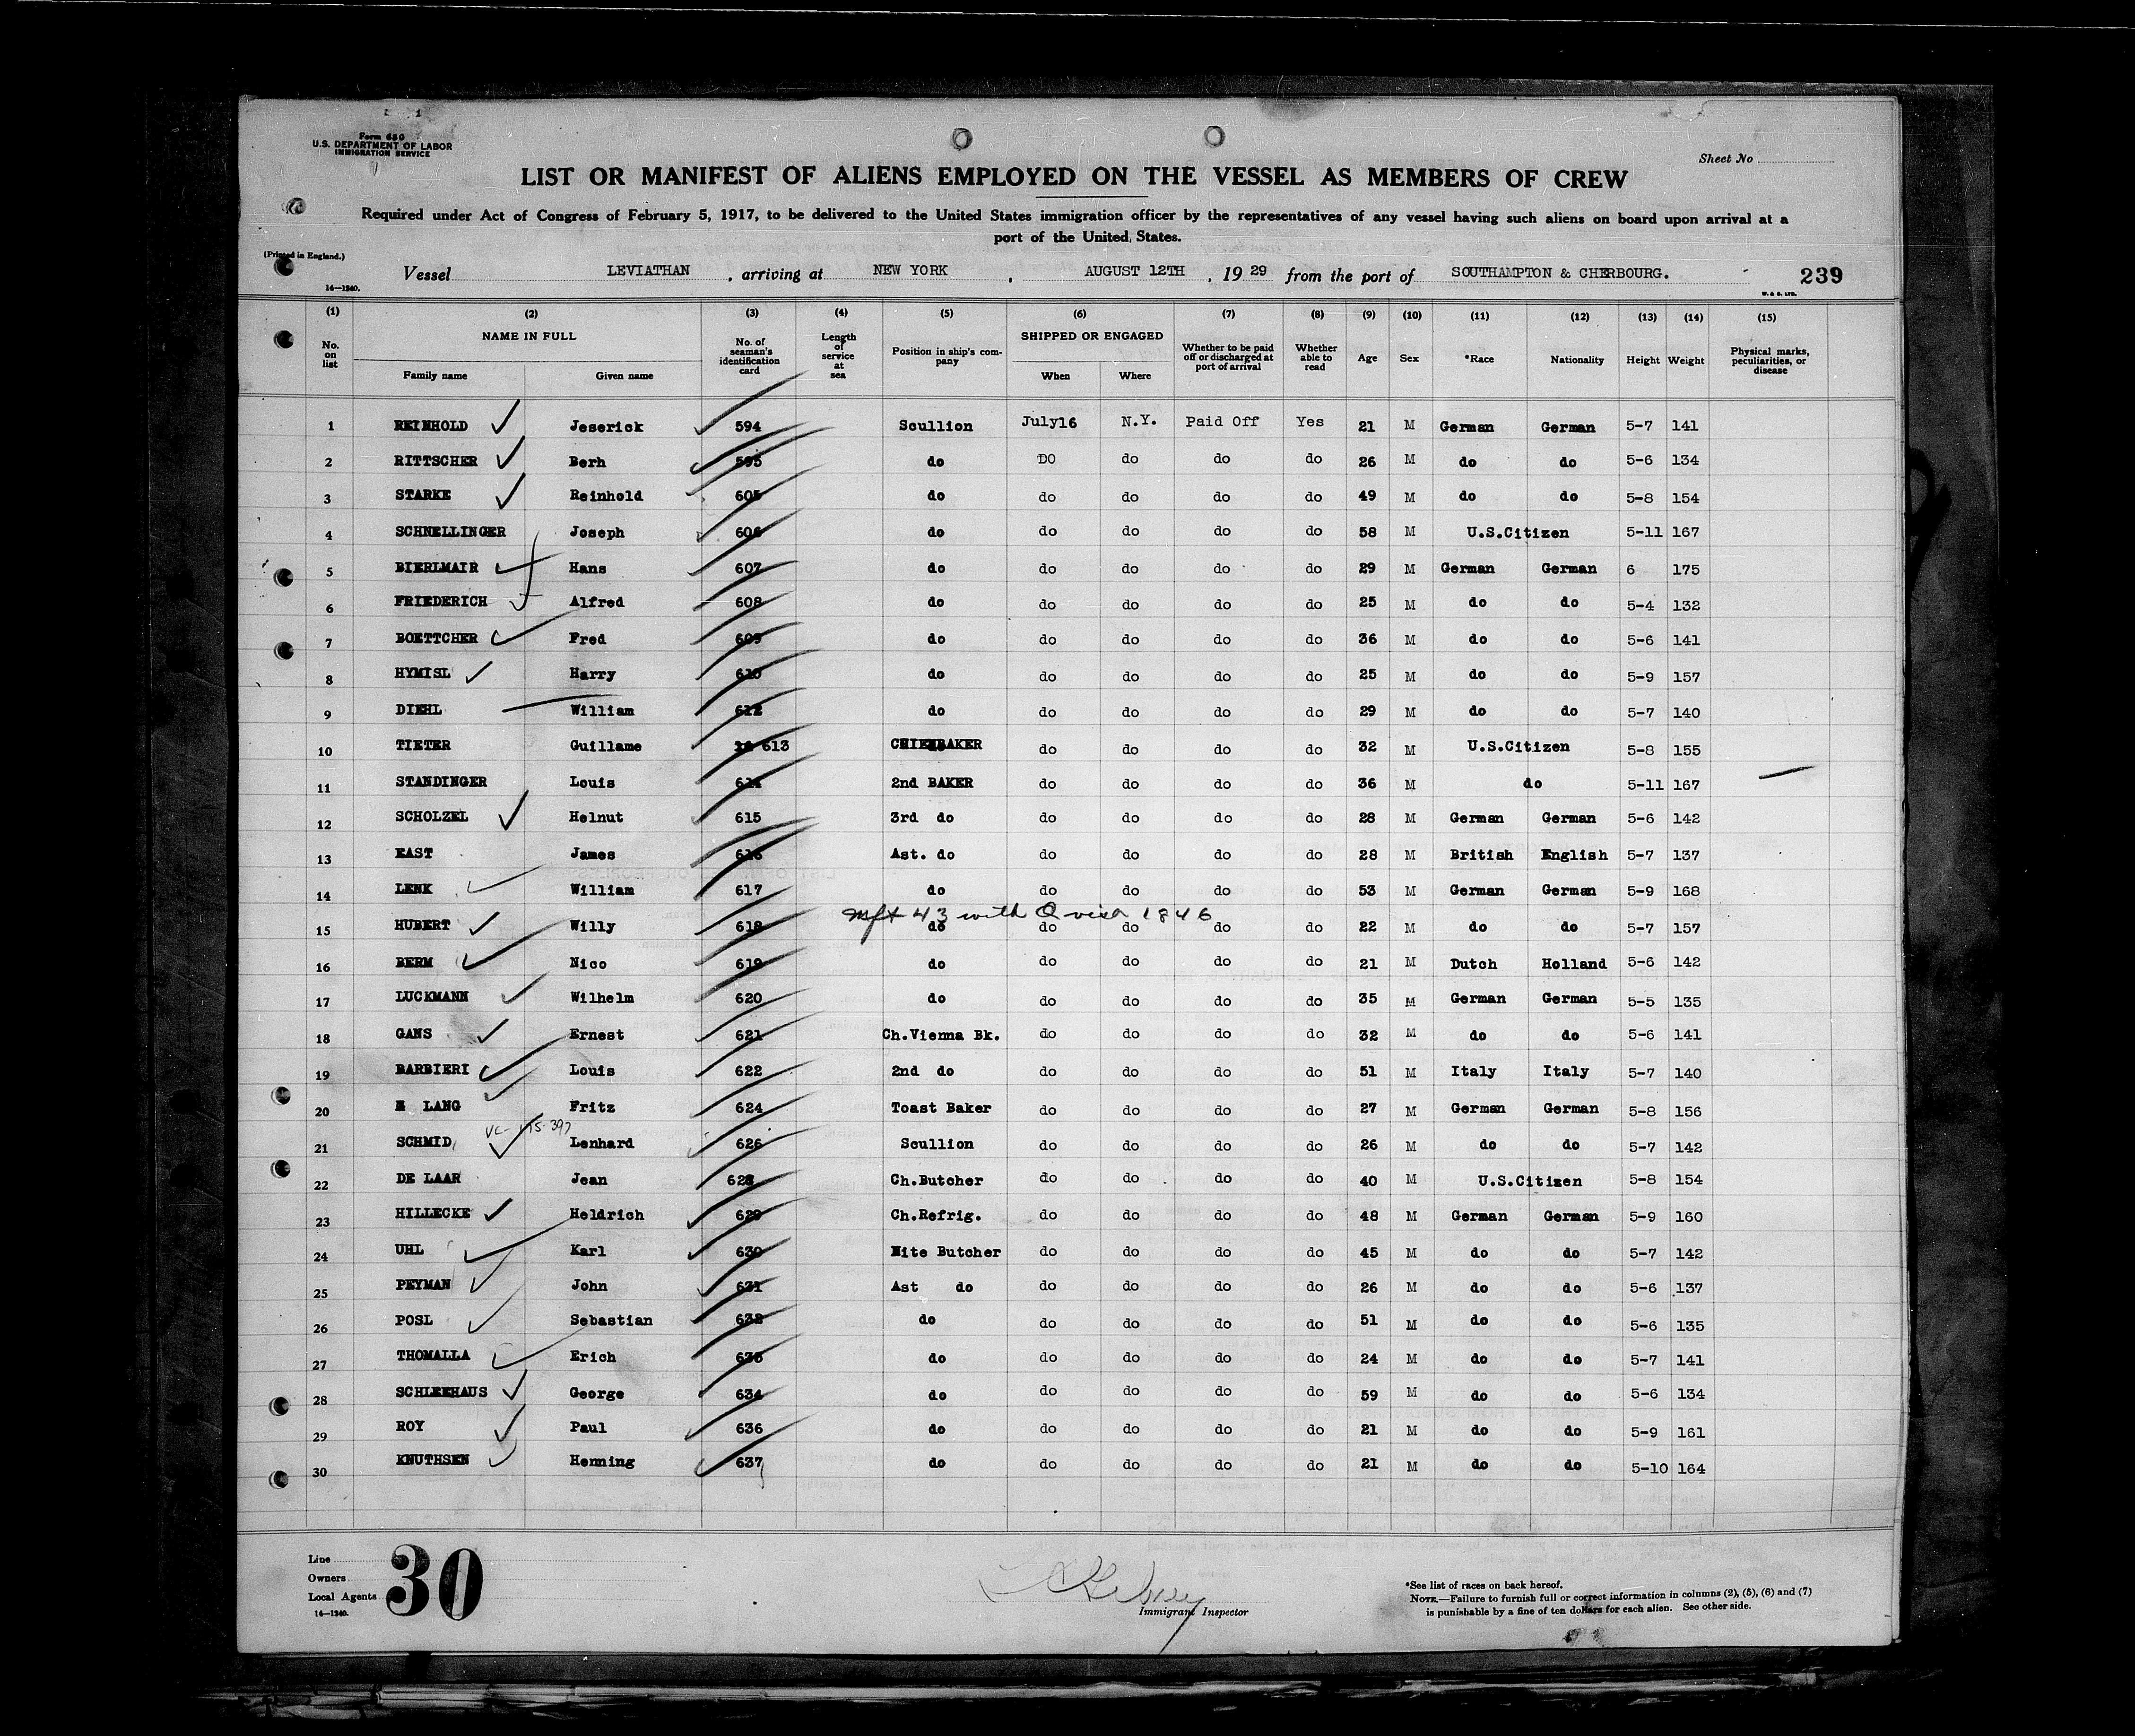 Form 680
U.S. DEPARTMENT OF LABOR
IMMIGRATION SERVICE
Sheet No
LIST OR MANIFEST OF ALIENS EMPLOYED ON THE VESSEL AS MEMBERS OF CREW
Required under Act of Congress of February 5, 1917, to be delivered to the United States immigration officer by the representatives of any vessel having such aliens on board upon arrival at a
port of the United States.
(Printed in England.)
Vessel LEVIATHAN , arriving at NEW YORK , AUGUST 12TH , 19 29 from the port of SOUTHAMPTON & CHERBOURG. 239
14—1240. W. & S. LTD.
(1) (2) (3) (4) (5) (6) (7) (8) (9) (10) (11) (12) (13) (14) (15)
No. on list NAME IN FULL Family name Given name No. of seaman's identification card Length of service at sea Position in ship's company SHIPPED OR ENGAGED When Where Whether to be paid off or discharged at port of arrival Whether able to read Age Sex *Race Nationality Height Weight Physical marks, peculiarities, or disease
1 REINHOLD Jeserick 594 Scullion July16 N.Y. Paid Off Yes 21 M German German 5-7 141
2 RITTSCHER Berh 595 do DO do do do 26 M do do 5-6 134
3 STARKE Reinhold 605 do do do do do 49 M do do 5-8 154
4 SCHNELLINGER Joseph 606 do do do do do 58 M U.S.Citizen 5-11 167
5 BIERLMAIR Hans 607 do do do do do 29 M German German 6 175
6 FRIEDERICH Alfred 608 do do do do do 25 M do do 5-4 132
7 BOETTCHER Fred 609 do do do do do 36 M do do 5-6 141
8 HYMISL Harry 610 do do do do do 25 M do do 5-9 157
9 DIEHL William 612 do do do do do 29 M do do 5-7 140
10 TIETER Guillame 613 CHIEFBAKER do do do do 32 M U.S.Citizen 5-8 155
11 STANDINGER Louis 614 2nd BAKER do do do do 36 M do 5-11 167
12 SCHOLZEL Helnut 615 3rd do do do do do 28 M German German 5-6 142
13 EAST James 616 Ast. do do do do do 28 M British English 5-7 137
14 LENK William 617 do do do do do 53 M German German 5-9 168
mft 43 with Q visa 1846
15 HUBERT Willy 618 do do do do do 22 M do do 5-7 157
16 BERM Nico 619 do do do do do 21 M Dutch Holland 5-6 142
17 LUCKMANN Wilhelm 620 do do do do do 35 M German German 5-5 135
18 GANS Ernest 621 Ch.Vienna Bk. do do do do 32 M do do 5-6 141
19 BARBIERI Louis 622 2nd do do do do do 51 M Italy Italy 5-7 140
20 E LANG Fritz 624 Toast Baker do do do do 27 M German German 5-8 156
21 SCHMID, Lenhard 626 Scullion do do do do 26 M do do 5-7 142
22 DE LAAR Jean 628 Ch.Butcher do do do do 40 M U.S.Citizen 5-8 154
23 HILLECKE Heldrich 629 Ch.Refrig. do do do do 48 M German German 5-9 160
24 UHL Karl 630 Nite Butcher do do do do 45 M do do 5-7 142
25 PEYMAN John 631 Ast do do do do do 26 M do do 5-6 137
26 POSL Sebastian 632 do do do do do 51 M do do 5-6 135
27 THOMALLA Erich 633 do do do do do 24 M do do 5-7 141
28 SCHLEEHAUS George 634 do do do do do 59 M do do 5-6 134
29 ROY Paul 636 do do do do do 21 M do do 5-9 161
30 KNUTHSEN Henning 637 do do do do do 21 M do do 5-10 164
Line
Owners
Local Agents
14—1240.
30
Immigrant Inspector
*See list of races on back hereof.
NOTE.—Failure to furnish full or correct information in columns (2), (5), (6) and (7)
is punishable by a fine of ten dollars for each alien. See other side.